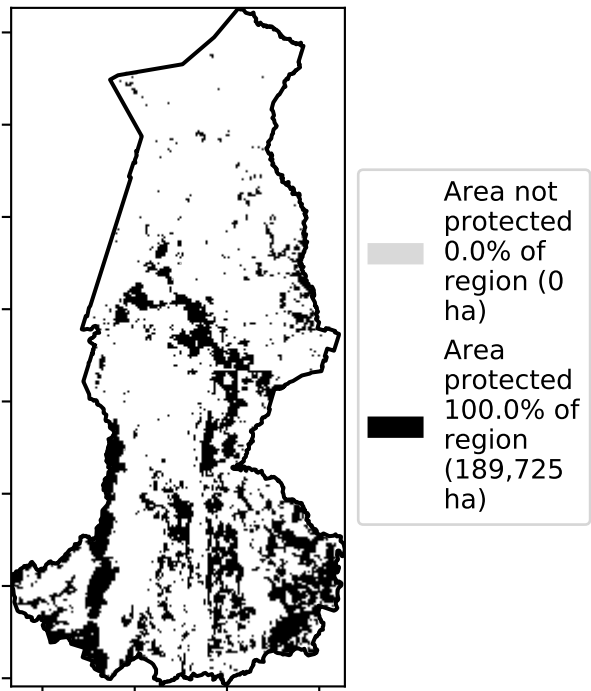 Area not
protected
0.0% of
region (0
ha)
Area
protected
100.0% of
region
(189,725
ha)